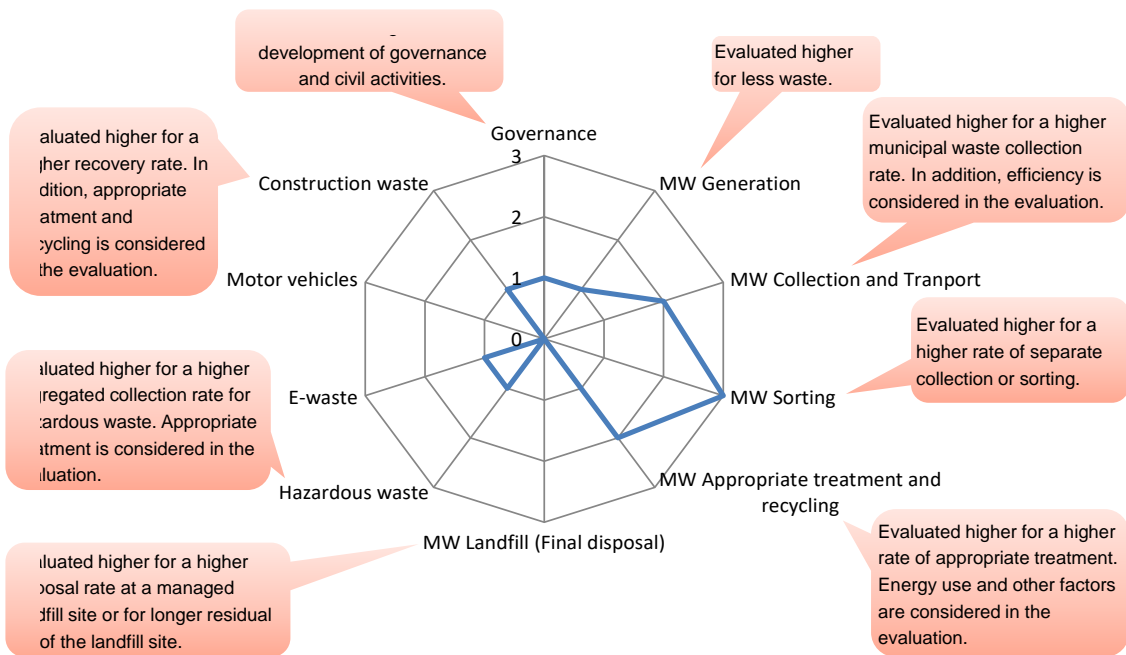 development of governance
and civil activities.
Evaluated higher
for less waste.
Governance
Evaluated higher for a higher
municipal waste collection
rate. In addition, efficiency is
considered in the evaluation.
aluated higher for a
her recovery rate. In
dition, appropriate
atment and
cycling is considered
the evaluation.
3
Construction waste
MW Generation
2
Motor vehicles
1
MW Collection and Tranport
0
Evaluated higher for a
higher rate of separate
collection or sorting.
aluated higher for a higher
regated collection rate for
zardous waste. Appropriate
atment is considered in the
luation.
E-waste
MW Sorting
Hazardous waste
MW Appropriate treatment and
recycling
MW Landfill (Final disposal)
Evaluated higher for a higher
rate of appropriate treatment.
Energy use and other factors
are considered in the
evaluation.
aluated higher for a higher
posal rate at a managed
dfill site or for longer residual
of the landfill site.